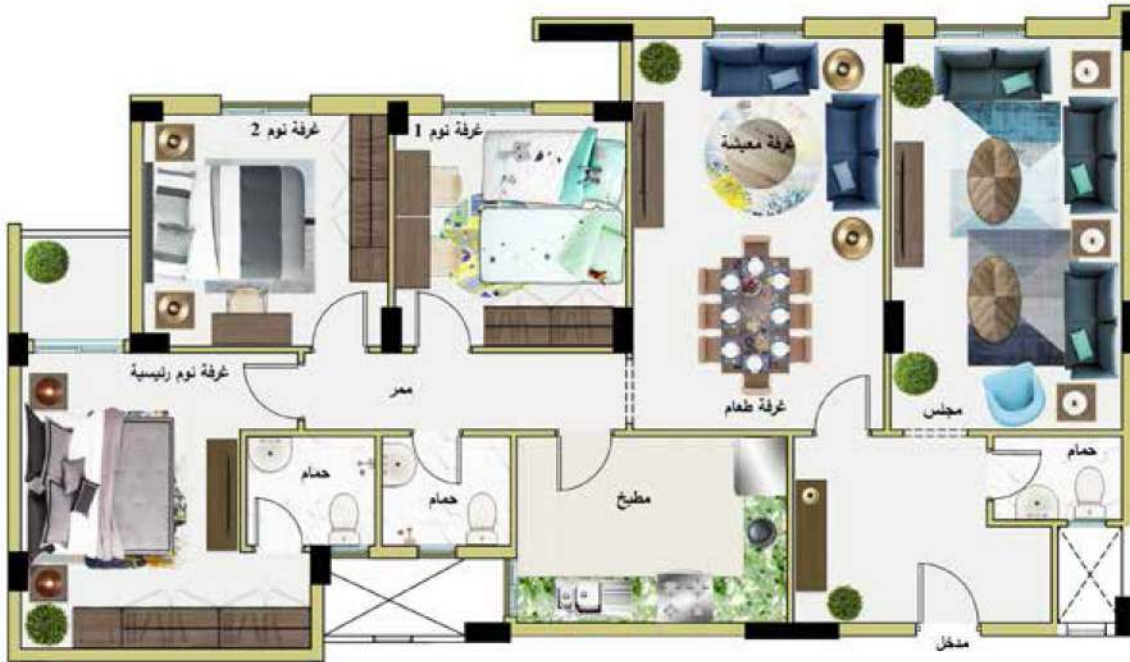 غرفة نوم 1
غرفة نوم 2
غرفة معيشة
غرفة نوم رئيسية
ممر
غرفة طعام
مجلس
حمام
حمام
حمام
مطبخ
مدخل